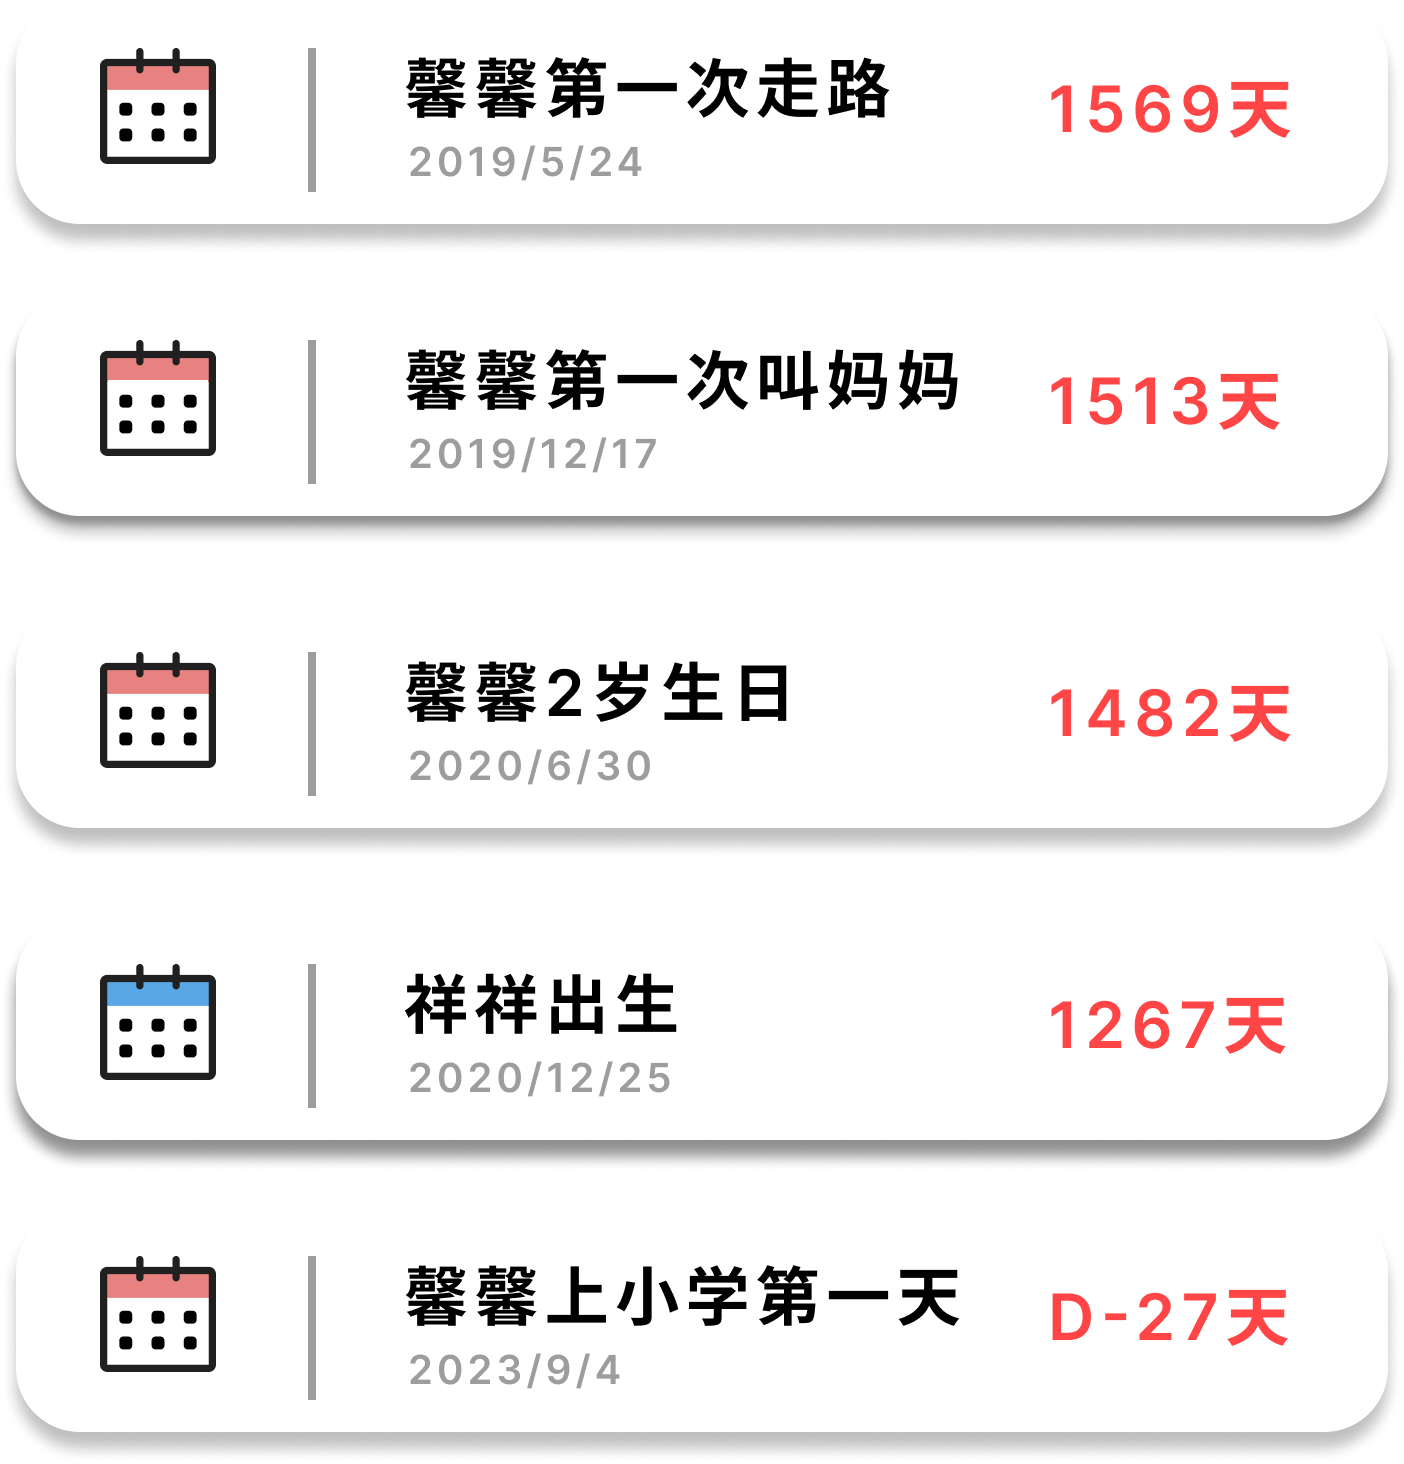 馨馨第一次走路
2019/5/24
1569天
馨馨第一次叫妈妈
2019/12/17
1513天
馨馨2岁生日
2020/6/30
1482天
祥祥出生
2020/12/25
1267天
馨馨上小学第一天
2023/9/4
D-27天